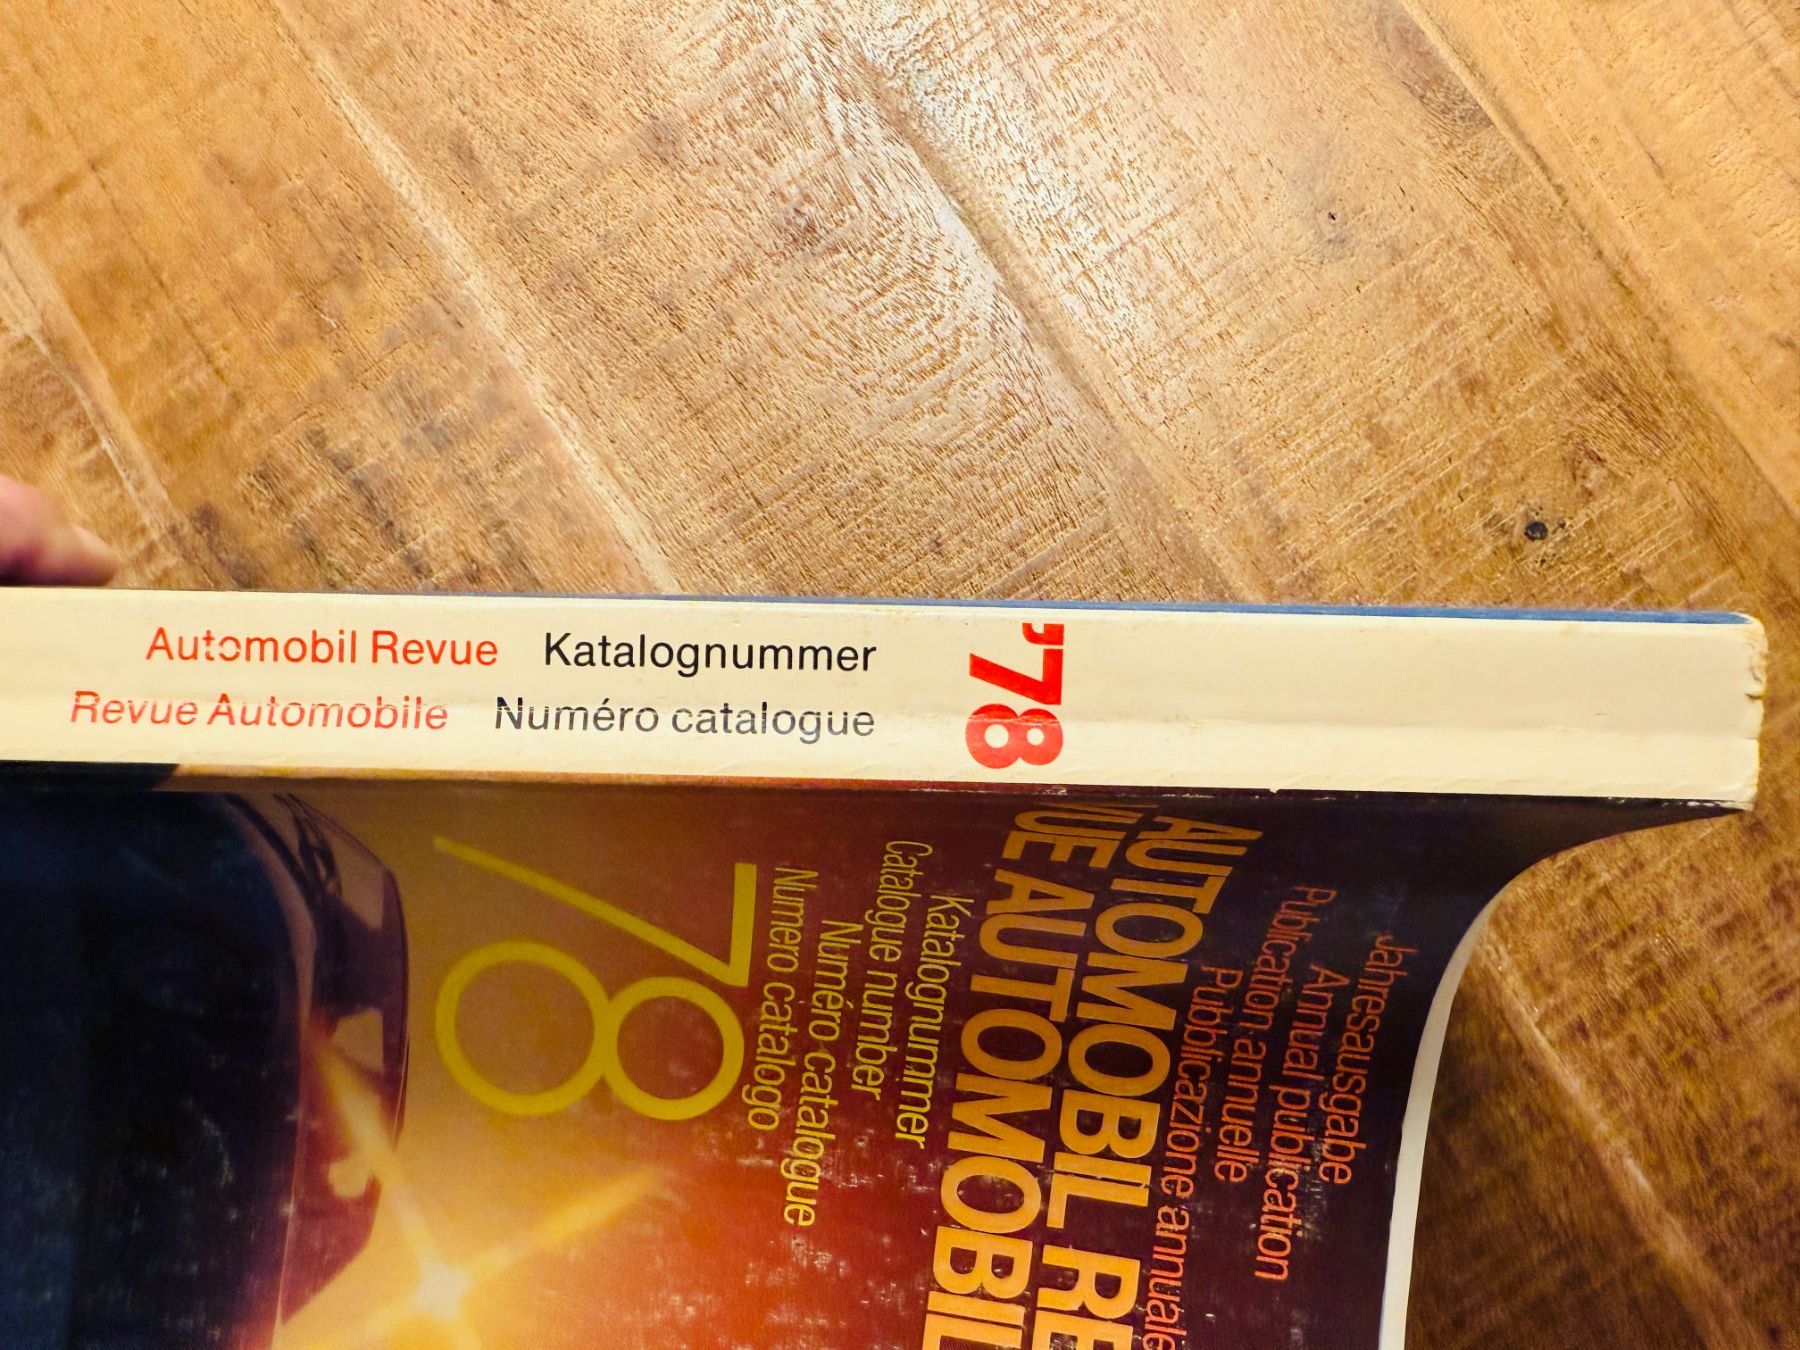 Automobil Revue Katalognummer
Revue Automobile Numéro catalogue
'78
Jahresausgabe
Annual publication
Publication annuelle
Pubblicazione annuale
AUTOMOBIL RE
VUE AUTOMOBIL
Katalognummer
Catalogue number
Numéro catalogue
Numero catalogo
78